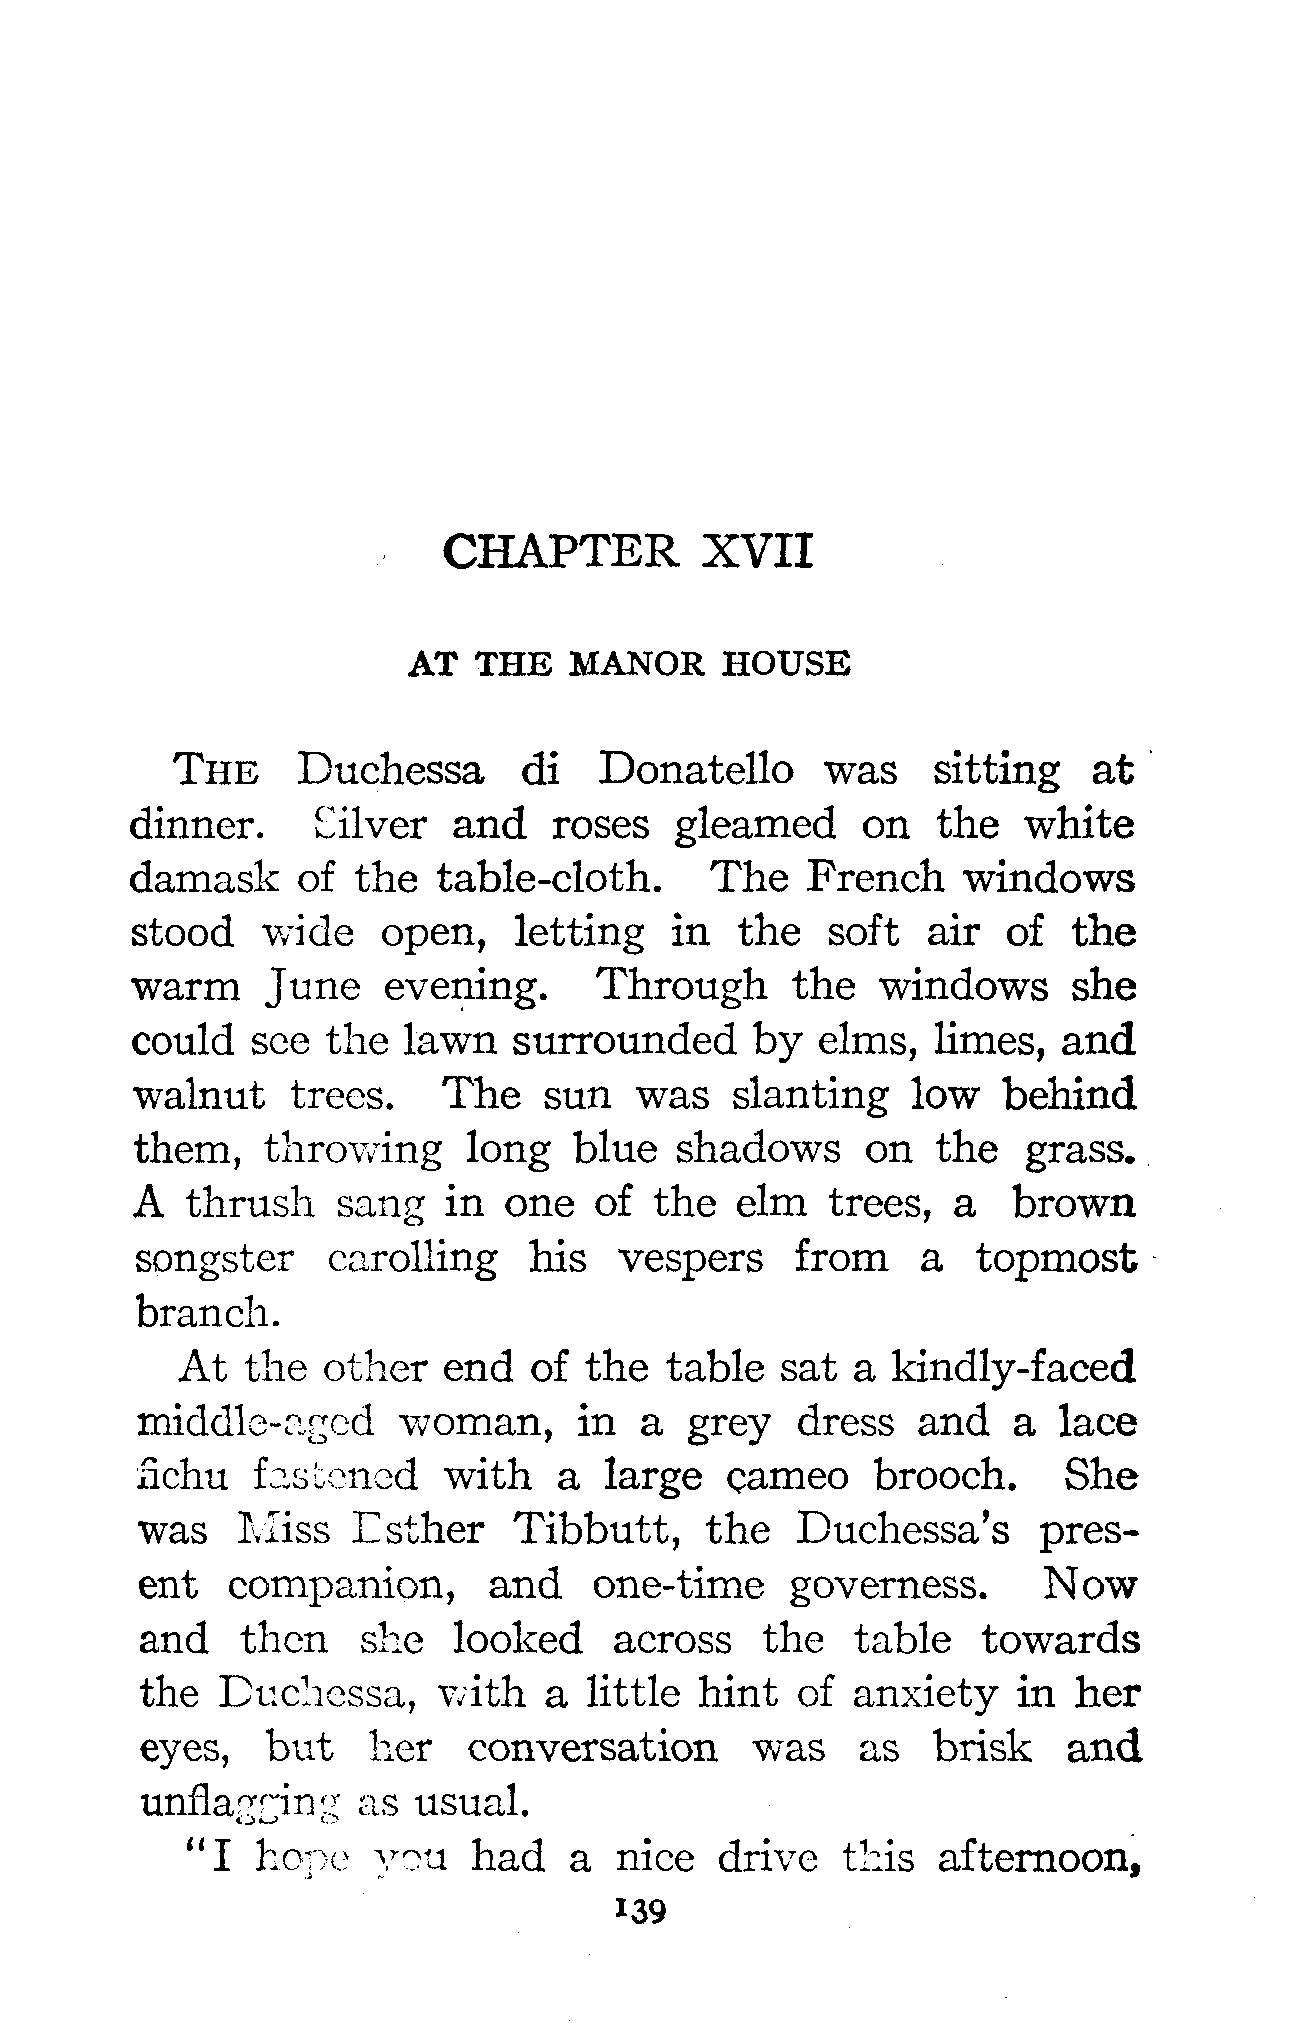 CHAPTER XVII
AT THE MANOR HOUSE
THE Duchessa di Donatello was sitting at
dinner. Silver and roses gleamed on the white
damask of the table-cloth. The French windows
stood wide open, letting in the soft air of the
warm June evening. Through the windows she
could see the lawn surrounded by elms, limes, and
walnut trees. The sun was slanting low behind
them, throwing long blue shadows on the grass.
A thrush sang in one of the elm trees, a brown
songster carolling his vespers from a topmost
branch.
At the other end of the table sat a kindly-faced
middle-aged woman, in a grey dress and a lace
fichu fastened with a large cameo brooch. She
was Miss Esther Tibbutt, the Duchessa's pres-
ent companion, and one-time governess. Now
and then she looked across the table towards
the Duchessa, with a little hint of anxiety in her
eyes, but her conversation was as brisk and
unflagging as usual.
"I hope you had a nice drive this afternoon,
139